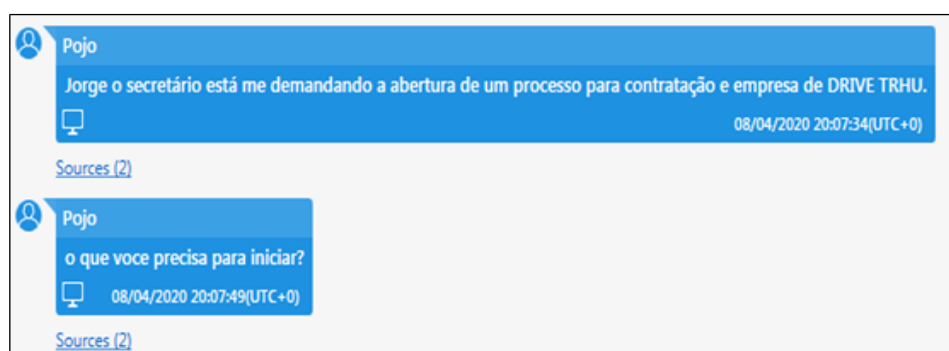 Pojo
Jorge o secretário está me demandando a abertura de um processo para contratação e empresa de DRIVE TRHU.
08/04/2020 20:07:34(UTC+0)
Sources (2)
Pojo
o que voce precisa para iniciar?
08/04/2020 20:07:49(UTC+0)
Sources (2)